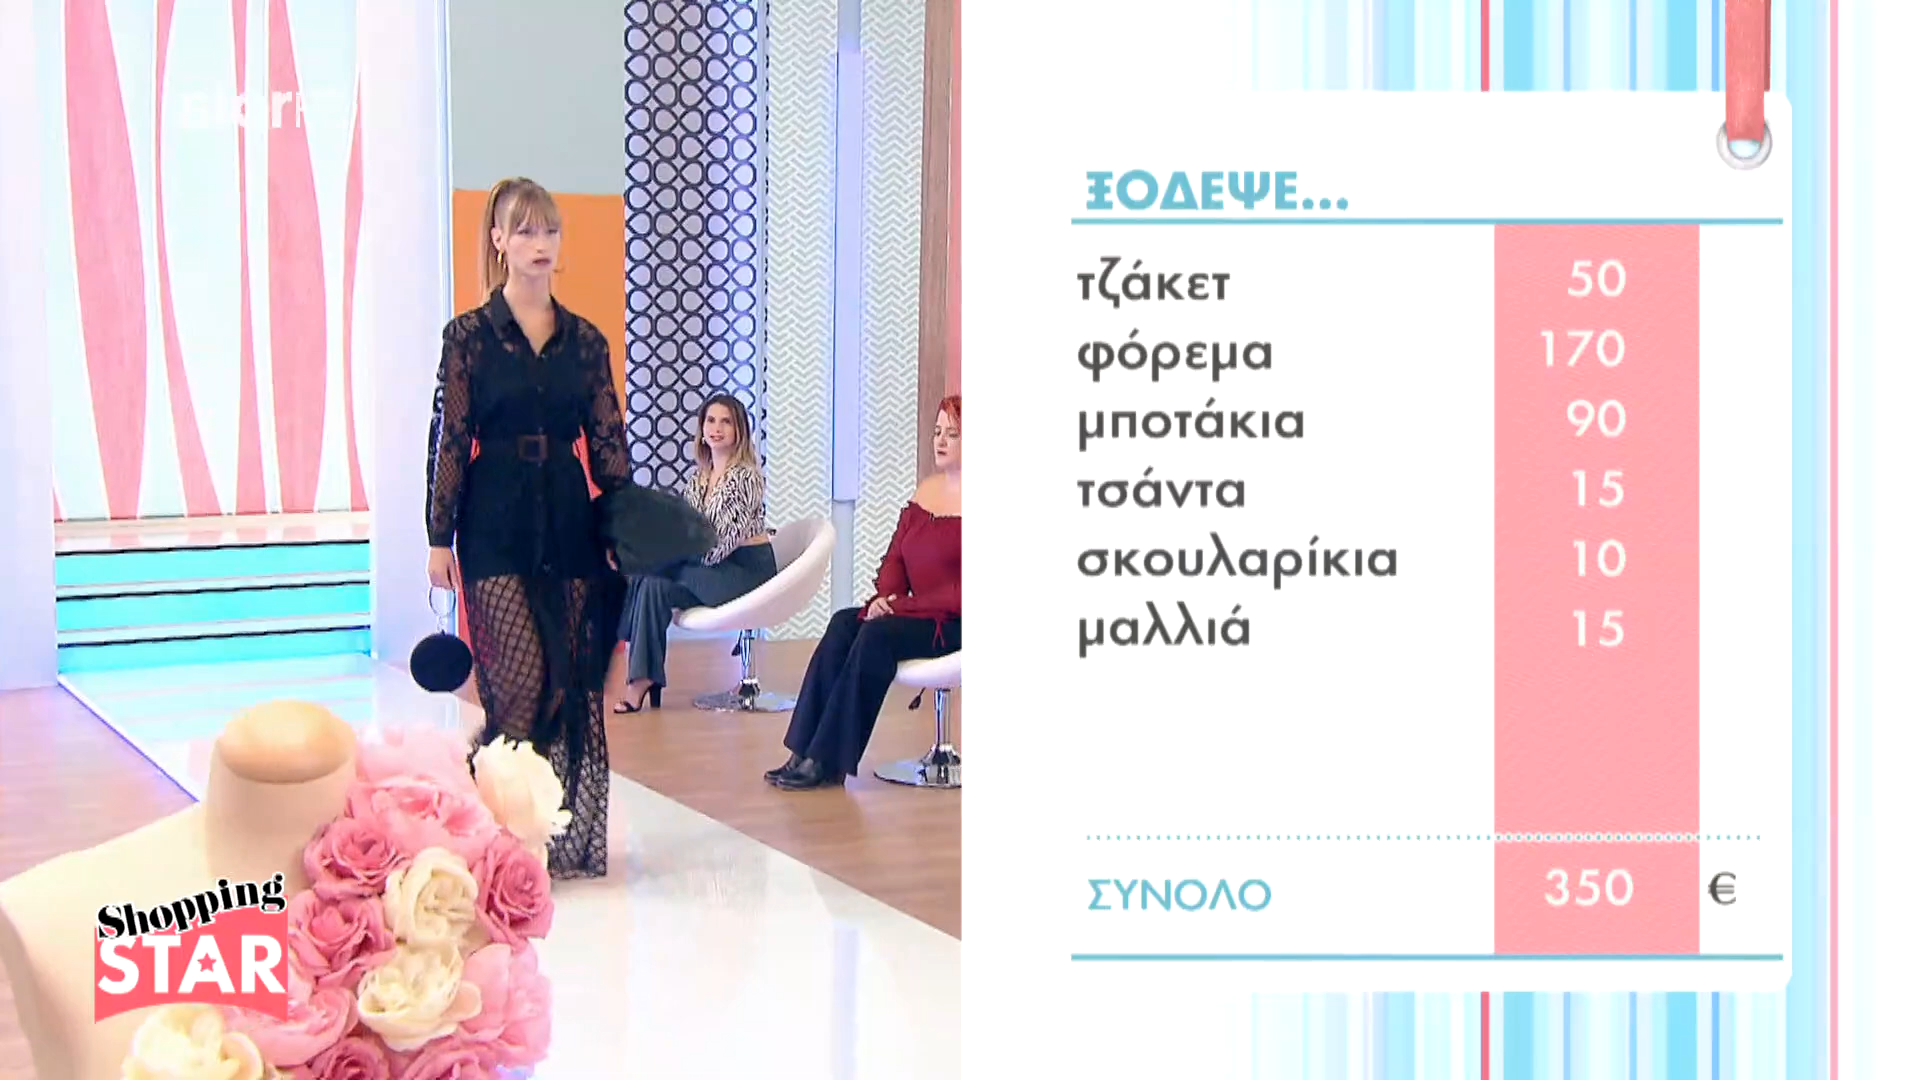 ΞΟΔΕΨΕ...
τζάκετ 50
φόρεμα 170
μποτάκια 90
τσάντα 15
σκουλαρίκια 10
μαλλιά 15
ΣΥΝΟΛΟ 350 €
Shopping
STAR